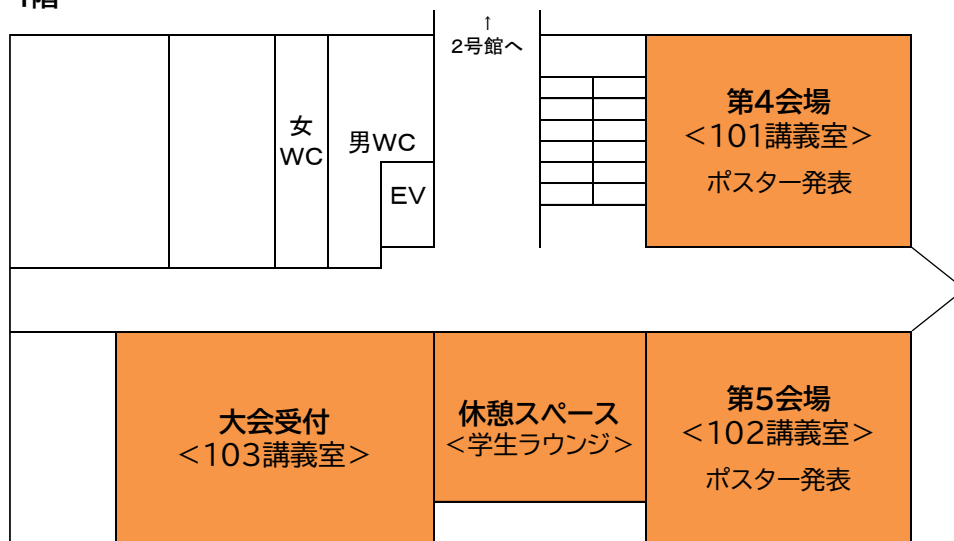 1階
↑
2号館へ
女
WC
男WC
EV
第4会場
<101講義室>
ポスター発表
大会受付
<103講義室>
休憩スペース
<学生ラウンジ>
第5会場
<102講義室>
ポスター発表